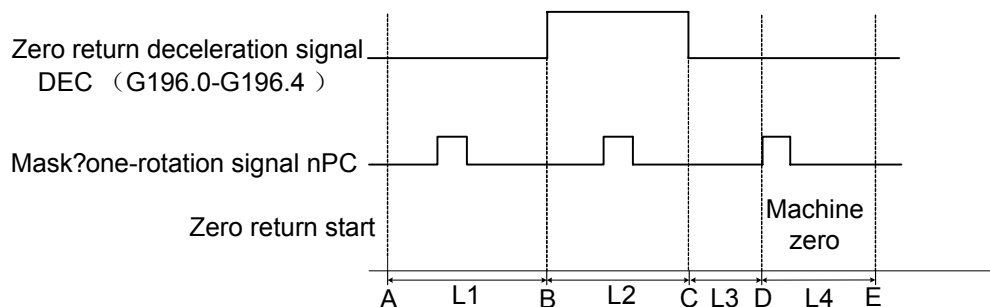 Zero return deceleration signal
DEC （G196.0-G196.4 ）
Mask?one-rotation signal nPC
Zero return start
Machine
zero
A L1 B L2 C L3 D L4 E